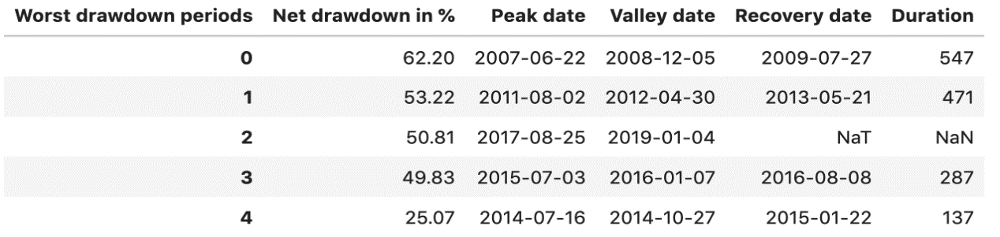 Worst drawdown periods Net drawdown in % Peak date Valley date Recovery date Duration
0 62.20 2007-06-22 2008-12-05 2009-07-27 547
1 53.22 2011-08-02 2012-04-30 2013-05-21 471
2 50.81 2017-08-25 2019-01-04 NaT NaN
3 49.83 2015-07-03 2016-01-07 2016-08-08 287
4 25.07 2014-07-16 2014-10-27 2015-01-22 137